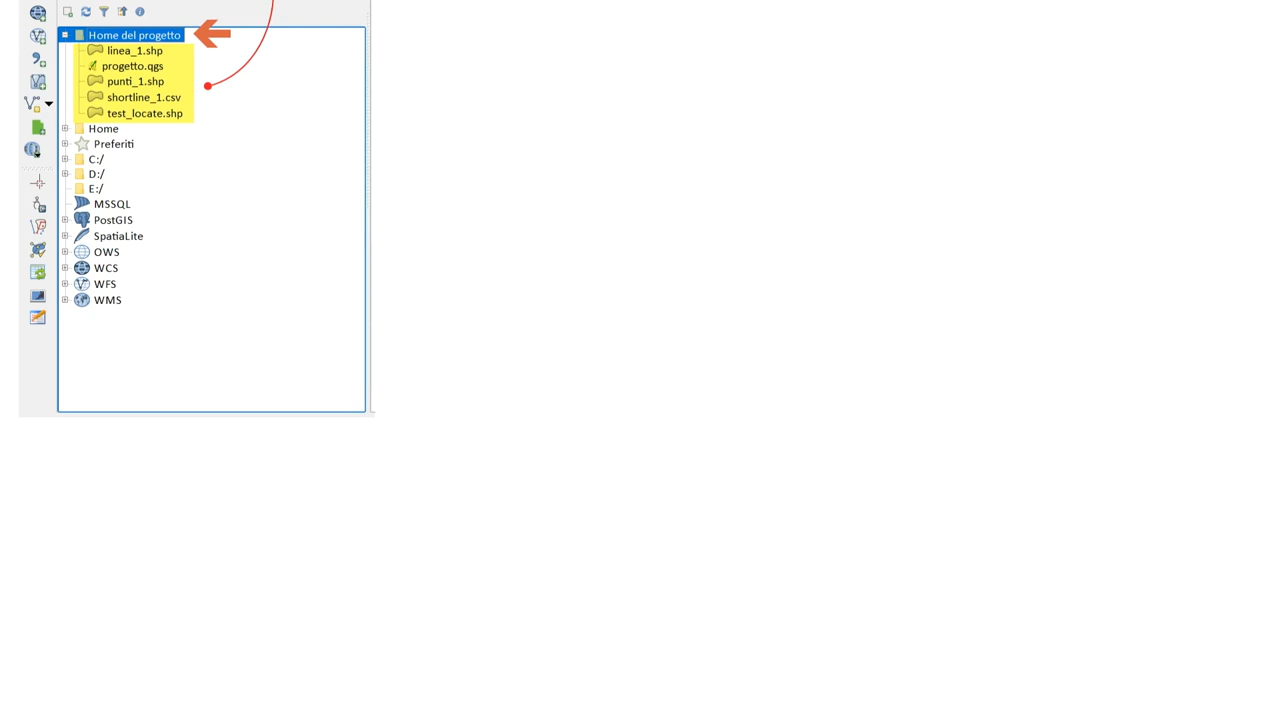 Home del progetto
linea_1.shp
progetto.qgs
punti_1.shp
shortline_1.csv
test_locate.shp
Home
Preferiti
C:/
D:/
E:/
MSSQL
PostGIS
SpatiaLite
OWS
WCS
WFS
WMS